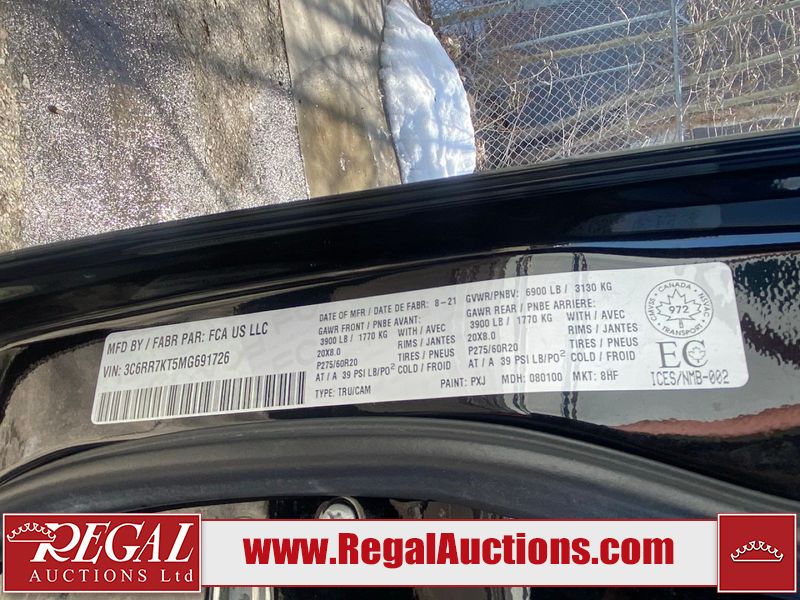 MFD BY / FABR PAR: FCA US LLC
VIN: 3C6RR7KT5MG691726
DATE OF MFR / DATE DE FABR: 8-21
GAWR FRONT / PNBE AVANT:
3900 LB / 1770 KG WITH / AVEC
20X8.0 RIMS / JANTES
P275/60R20 TIRES / PNEUS
AT / A 39 PSI LB/PO² COLD / A FROID
TYPE: TRU/CAM
GVWR/PNBV: 6900 LB / 3130 KG
GAWR REAR / PNBE ARRIERE:
3900 LB / 1770 KG WITH / AVEC
20X8.0 RIMS / JANTES
P275/60R20 TIRES / PNEUS
AT / A 39 PSI LB/PO² COLD / A FROID
PAINT: PXJ MDH: 080100 MKT: 8HF
CANADA
CMVSS NSVAC
972
B
TRANSPORT
EC
ICES/NMB-002
REGAL
AUCTIONS Ltd
www.RegalAuctions.com